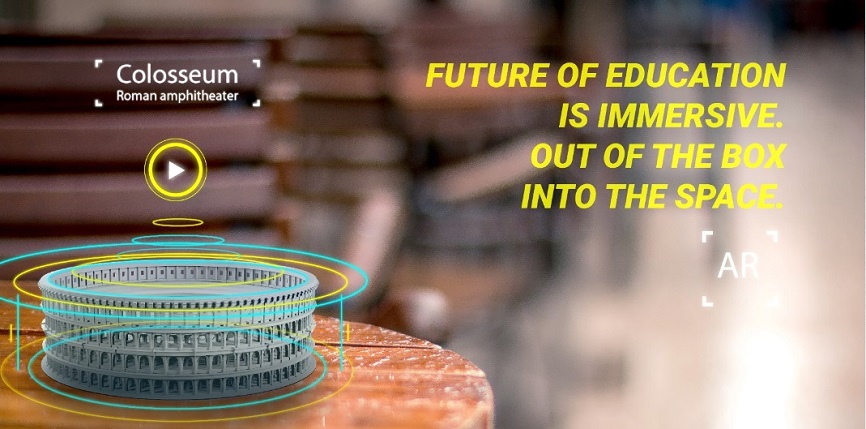 Colosseum
Roman amphitheater
FUTURE OF EDUCATION
IS IMMERSIVE.
OUT OF THE BOX
INTO THE SPACE.
AR